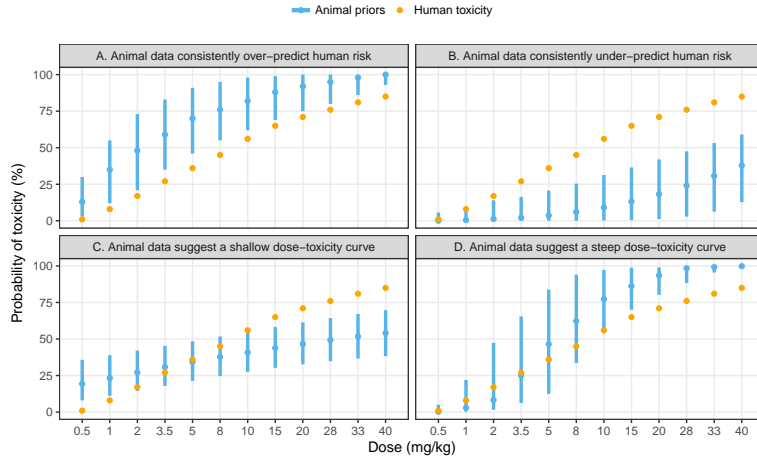 Animal priors Human toxicity
A. Animal data consistently over−predict human risk
B. Animal data consistently under−predict human risk
100
75
50
25
0
C. Animal data suggest a shallow dose−toxicity curve
D. Animal data suggest a steep dose−toxicity curve
100
75
50
25
0
0.5 1 2 3.5 5 8 10 15 20 28 33 40
0.5 1 2 3.5 5 8 10 15 20 28 33 40
Probability of toxicity (%)
Dose (mg/kg)